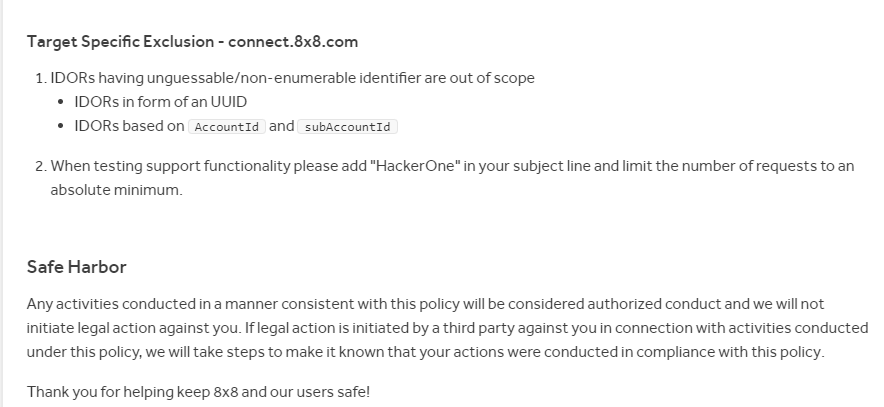 Target Specific Exclusion - connect.8x8.com
1. IDORs having unguessable/non-enumerable identifier are out of scope
• IDORs in form of an UUID
• IDORs based on AccountId and subAccountId
2. When testing support functionality please add "HackerOne" in your subject line and limit the number of requests to an
absolute minimum.
Safe Harbor
Any activities conducted in a manner consistent with this policy will be considered authorized conduct and we will not
initiate legal action against you. If legal action is initiated by a third party against you in connection with activities conducted
under this policy, we will take steps to make it known that your actions were conducted in compliance with this policy.
Thank you for helping keep 8x8 and our users safe!